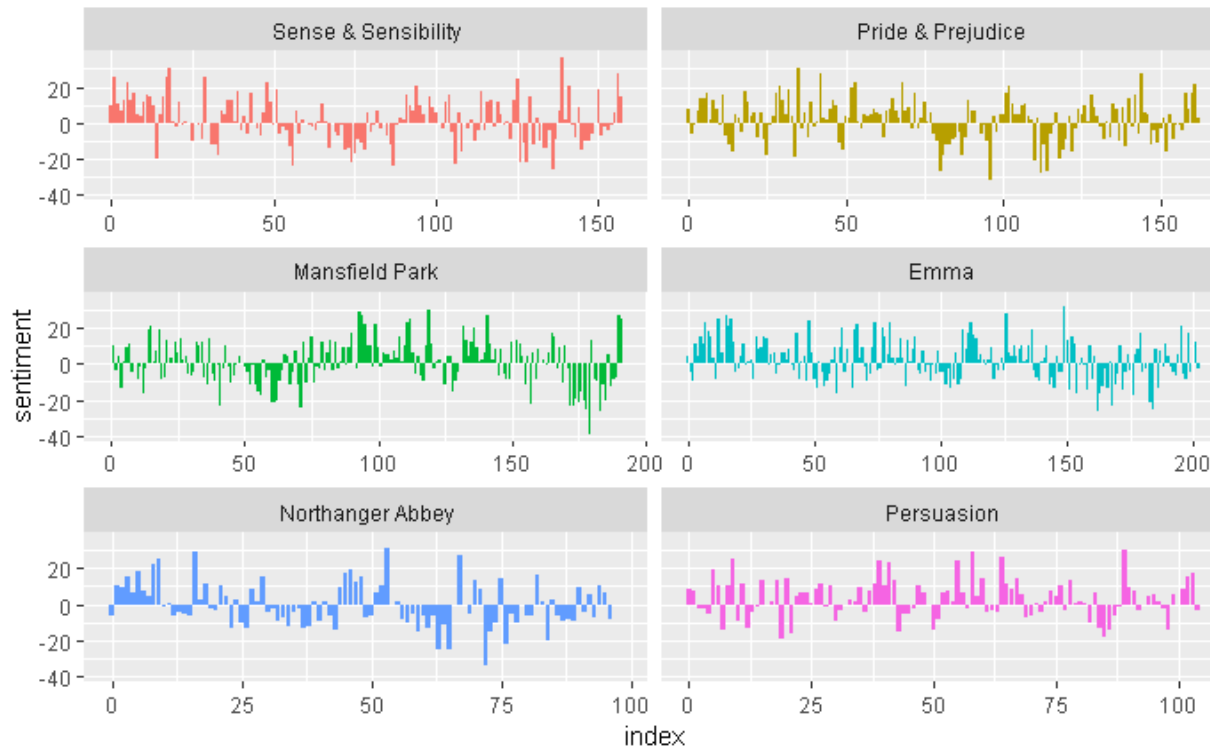 Sense & Sensibility
Pride & Prejudice
20
0
-20
-40
0 50 100 150
0 50 100 150
Mansfield Park
Emma
sentiment
20
0
-20
-40
0 50 100 150 200
0 50 100 150 200
Northanger Abbey
Persuasion
20
0
-20
-40
0 25 50 75 100
0 25 50 75 100
index